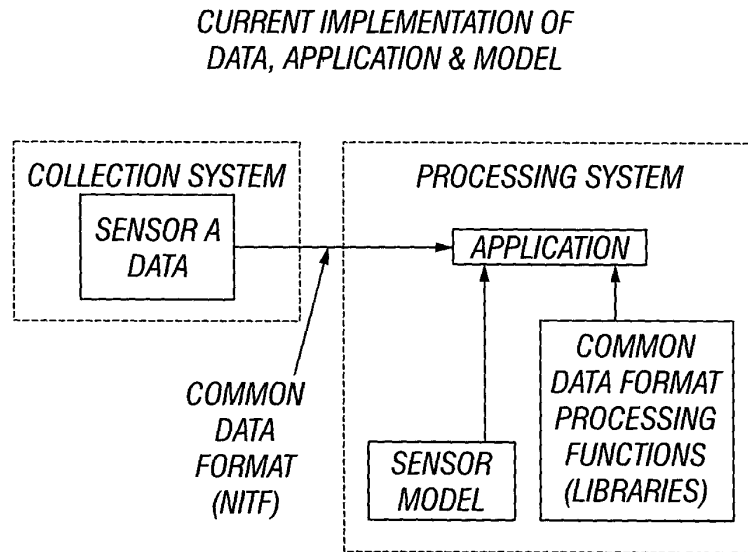 CURRENT IMPLEMENTATION OF
DATA, APPLICATION & MODEL
COLLECTION SYSTEM
SENSOR A
DATA
PROCESSING SYSTEM
APPLICATION
COMMON
DATA
FORMAT
(NITF)
SENSOR
MODEL
COMMON
DATA FORMAT
PROCESSING
FUNCTIONS
(LIBRARIES)